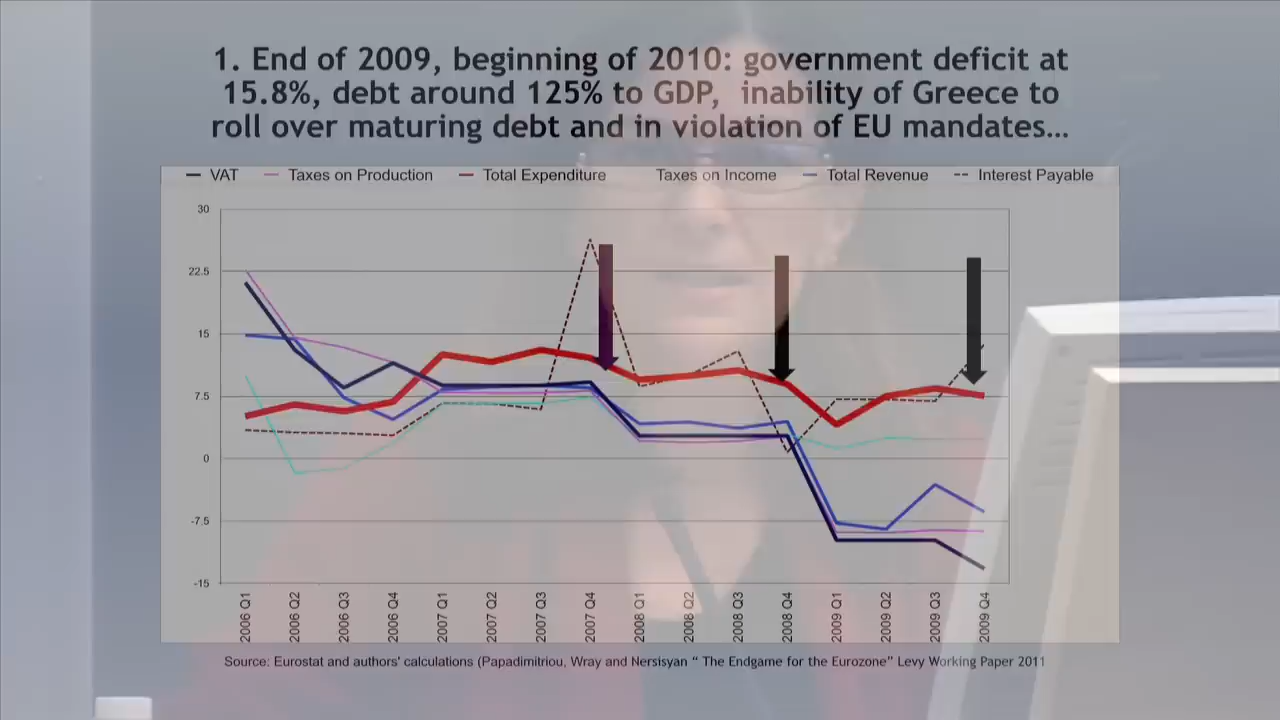 1. End of 2009, beginning of 2010: government deficit at
15.8%, debt around 125% to GDP, inability of Greece to
roll over maturing debt and in violation of EU mandates...
VAT Taxes on Production Total Expenditure Taxes on Income Total Revenue Interest Payable
30
22.5
15
7.5
0
-7.5
-15
2006 Q1
2006 Q2
2006 Q3
2006 Q4
2007 Q1
2007 Q2
2007 Q3
2007 Q4
2008 Q1
2008 Q2
2008 Q3
2008 Q4
2009 Q1
2009 Q2
2009 Q3
2009 Q4
Source: Eurostat and authors' calculations (Papadimitriou, Wray and Nersisyan “ The Endgame for the Eurozone” Levy Working Paper 2011